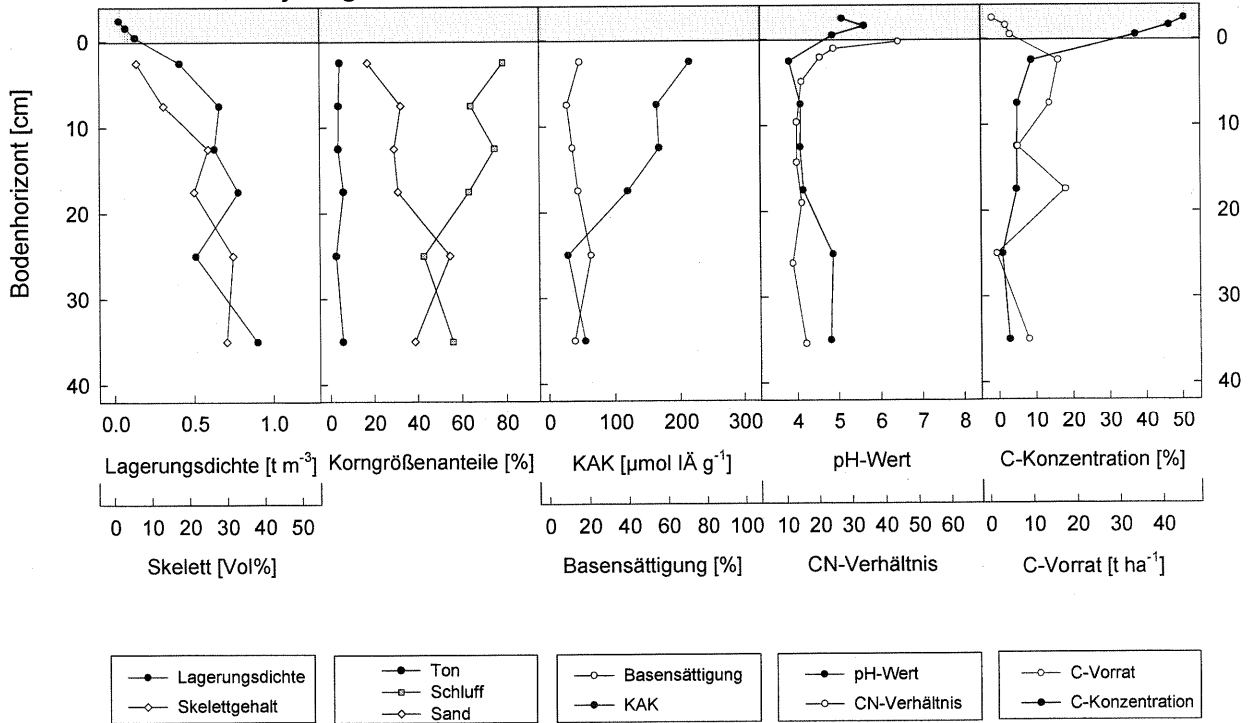 Bodenhorizont [cm]
0
10
20
30
40
0
10
20
30
40
0.0 0.5 1.0
0 20 40 60 80
0 100 200 300
4 5 6 7 8
0 10 20 30 40 50
Lagerungsdichte [t m-3]
Korngrößenanteile [%]
KAK [µmol IÄ g-1]
pH-Wert
C-Konzentration [%]
0 10 20 30 40 50
0 20 40 60 80 100
10 20 30 40 50 60
0 10 20 30 40
Skelett [Vol%]
Basensättigung [%]
CN-Verhältnis
C-Vorrat [t ha-1]
Lagerungsdichte
Skelettgehalt
Ton
Schluff
Sand
Basensättigung
KAK
pH-Wert
CN-Verhältnis
C-Vorrat
C-Konzentration